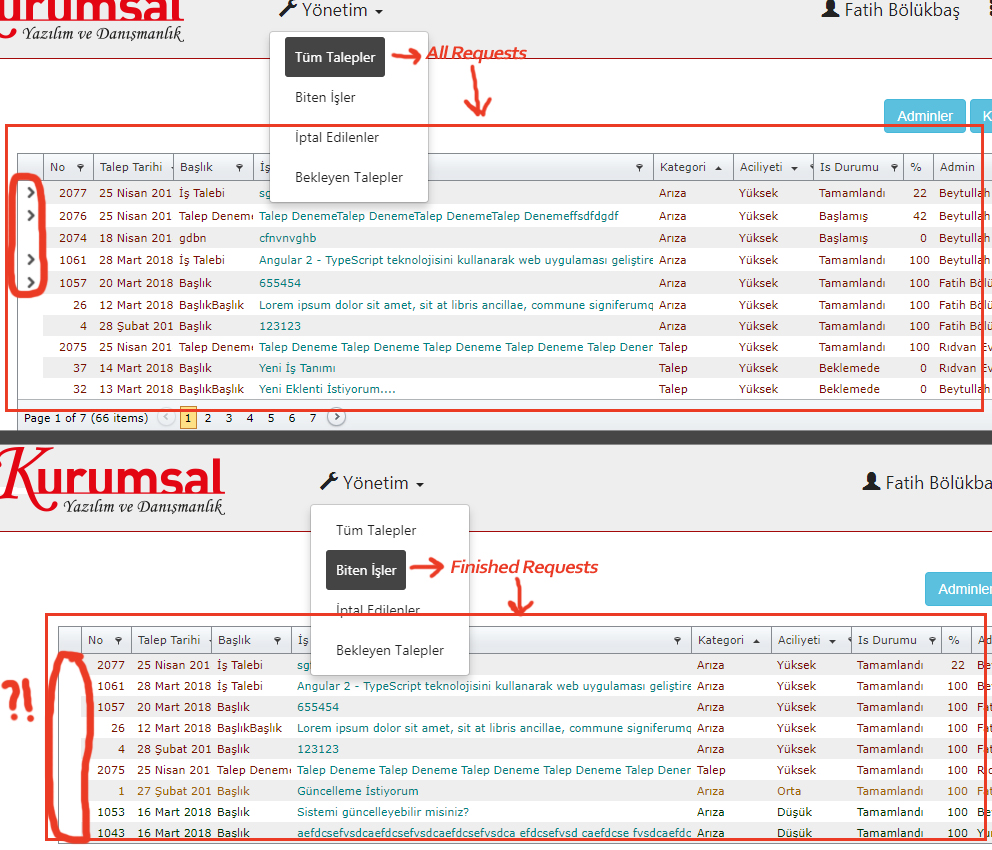 urumsal
Yazılım ve Danışmanlık
Yönetim
Fatih Bölükbaş
Tüm Talepler
All Requests
Biten İşler
İptal Edilenler
Bekleyen Talepler
Adminler
K
No Talep Tarihi Başlık İş Kategori Aciliyeti Is Durumu % Admin
2077 25 Nisan 201 İş Talebi sg Arıza Yüksek Tamamlandı 22 Beytullah
2076 25 Nisan 201 Talep Deneme Talep DenemeTalep DenemeTalep DenemeTalep Denemeffsdfdgdf Arıza Yüksek Başlamış 42 Beytullah
2074 18 Nisan 201 gdbn cfnvnvghb Arıza Yüksek Başlamış 0 Beytullah
1061 28 Mart 2018 İş Talebi Angular 2 - TypeScript teknolojisini kullanarak web uygulaması geliştire Arıza Yüksek Tamamlandı 100 Beytullah
1057 20 Mart 2018 Başlık 655454 Arıza Yüksek Tamamlandı 100 Fatih Bölü
26 12 Mart 2018 BaşlıkBaşlık Lorem ipsum dolor sit amet, sit at libris ancillae, commune signiferumq Arıza Yüksek Tamamlandı 100 Fatih Bölü
4 28 Şubat 201 Başlık 123123 Arıza Yüksek Tamamlandı 100 Fatih Bölü
2075 25 Nisan 201 Talep Deneme Talep Deneme Talep Deneme Talep Deneme Talep Deneme Talep Dener Arıza Yüksek Tamamlandı 100 Rıdvan Ev
37 14 Mart 2018 Başlık Yeni İş Tanımı Talep Yüksek Beklemede 0 Rıdvan Ev
32 13 Mart 2018 BaşlıkBaşlık Yeni Eklenti İstiyorum.... Talep Yüksek Beklemede 0 Beytullah
Page 1 of 7 (66 items) 1 2 3 4 5 6 7
Kurumsal
Yazılım ve Danışmanlık
Yönetim
Fatih Bölükba
Tüm Talepler
Biten İşler
Finished Requests
İptal Edilenler
Bekleyen Talepler
Adminler
No Talep Tarihi Başlık İş Kategori Aciliyeti Is Durumu % Ad
2077 25 Nisan 201 İş Talebi sg Arıza Yüksek Tamamlandı 22 Be
1061 28 Mart 2018 İş Talebi Angular 2 - TypeScript teknolojisini kullanarak web uygulaması geliştire Arıza Yüksek Tamamlandı 100 Be
1057 20 Mart 2018 Başlık 655454 Arıza Yüksek Tamamlandı 100 Fat
26 12 Mart 2018 BaşlıkBaşlık Lorem ipsum dolor sit amet, sit at libris ancillae, commune signiferumq Arıza Yüksek Tamamlandı 100 Fat
4 28 Şubat 201 Başlık 123123 Arıza Yüksek Tamamlandı 100 Fat
2075 25 Nisan 201 Talep Deneme Talep Deneme Talep Deneme Talep Deneme Talep Deneme Talep Dener Talep Yüksek Tamamlandı 100 Rıd
?!
1 27 Şubat 201 Başlık Güncelleme İstiyorum Arıza Orta Tamamlandı 100 Fat
1053 16 Mart 2018 Başlık Sistemi güncelleyebilir misiniz? Arıza Düşük Tamamlandı 100 Bey
1043 16 Mart 2018 Başlık aefdcsefvsdcaefdcsefvsdcaefdcsefvsdca efdcsefvsd caefdcse fvsdcaefdc Arıza Düşük Tamamlandı 100 Yu